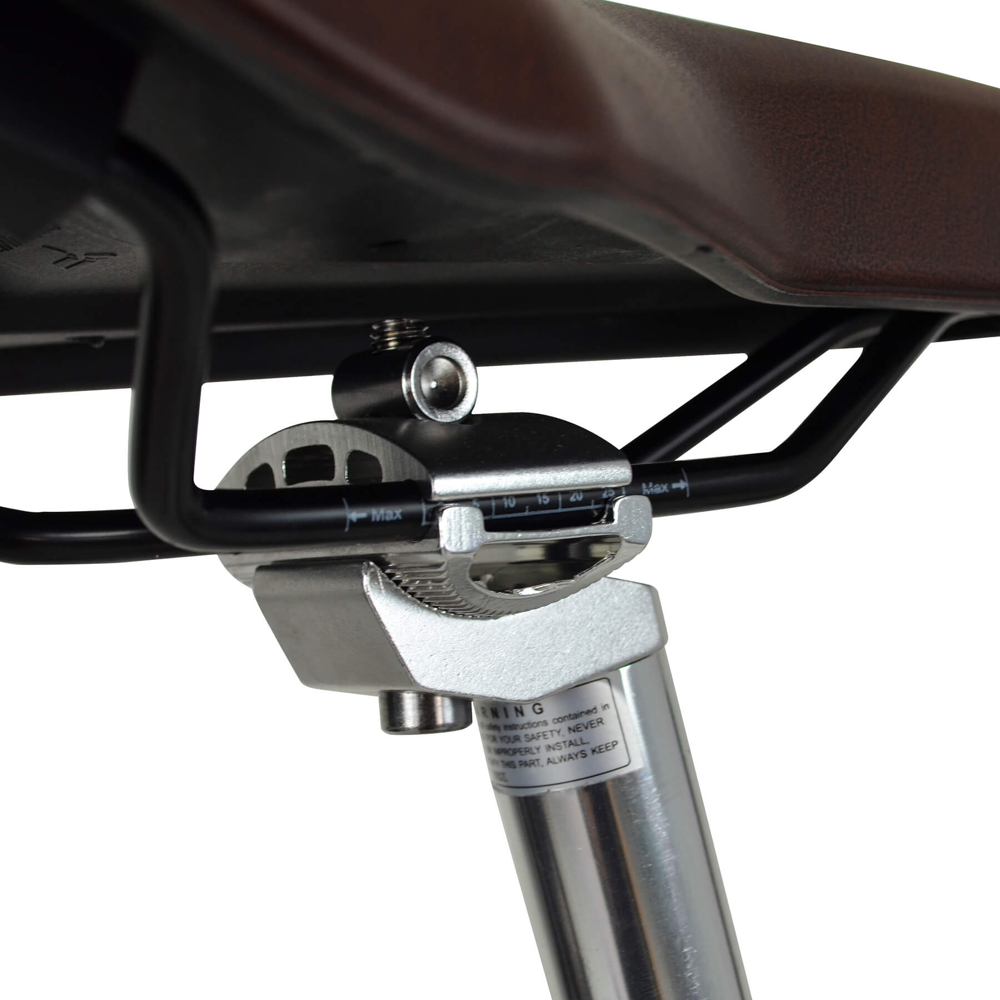 ← Max 5 10 15 20 25 Max →
RNING
safety instructions contained in
FOR YOUR SAFETY, NEVER
IMPROPERLY INSTALL,
THIS PART, ALWAYS KEEP